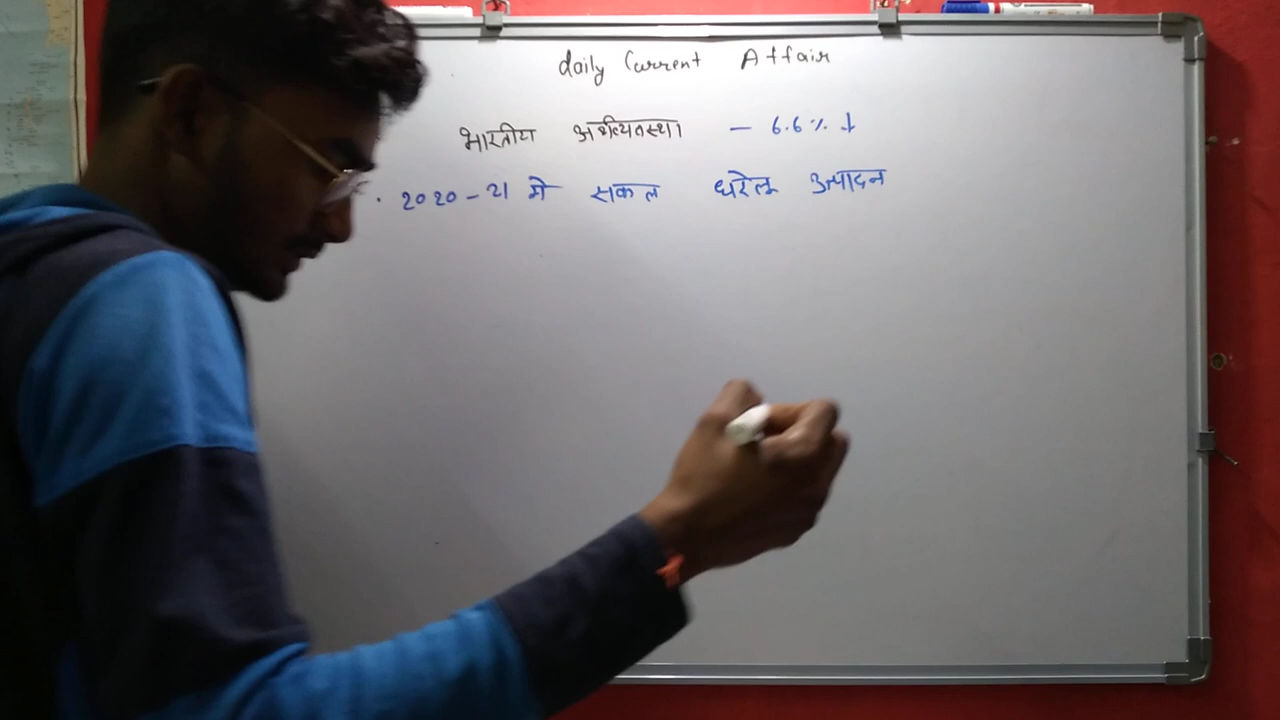 daily Current Affair
भारतीय अर्थव्यवस्था - 6.6% ↓
• 2020-21 मे सकल घरेलू उत्पादन